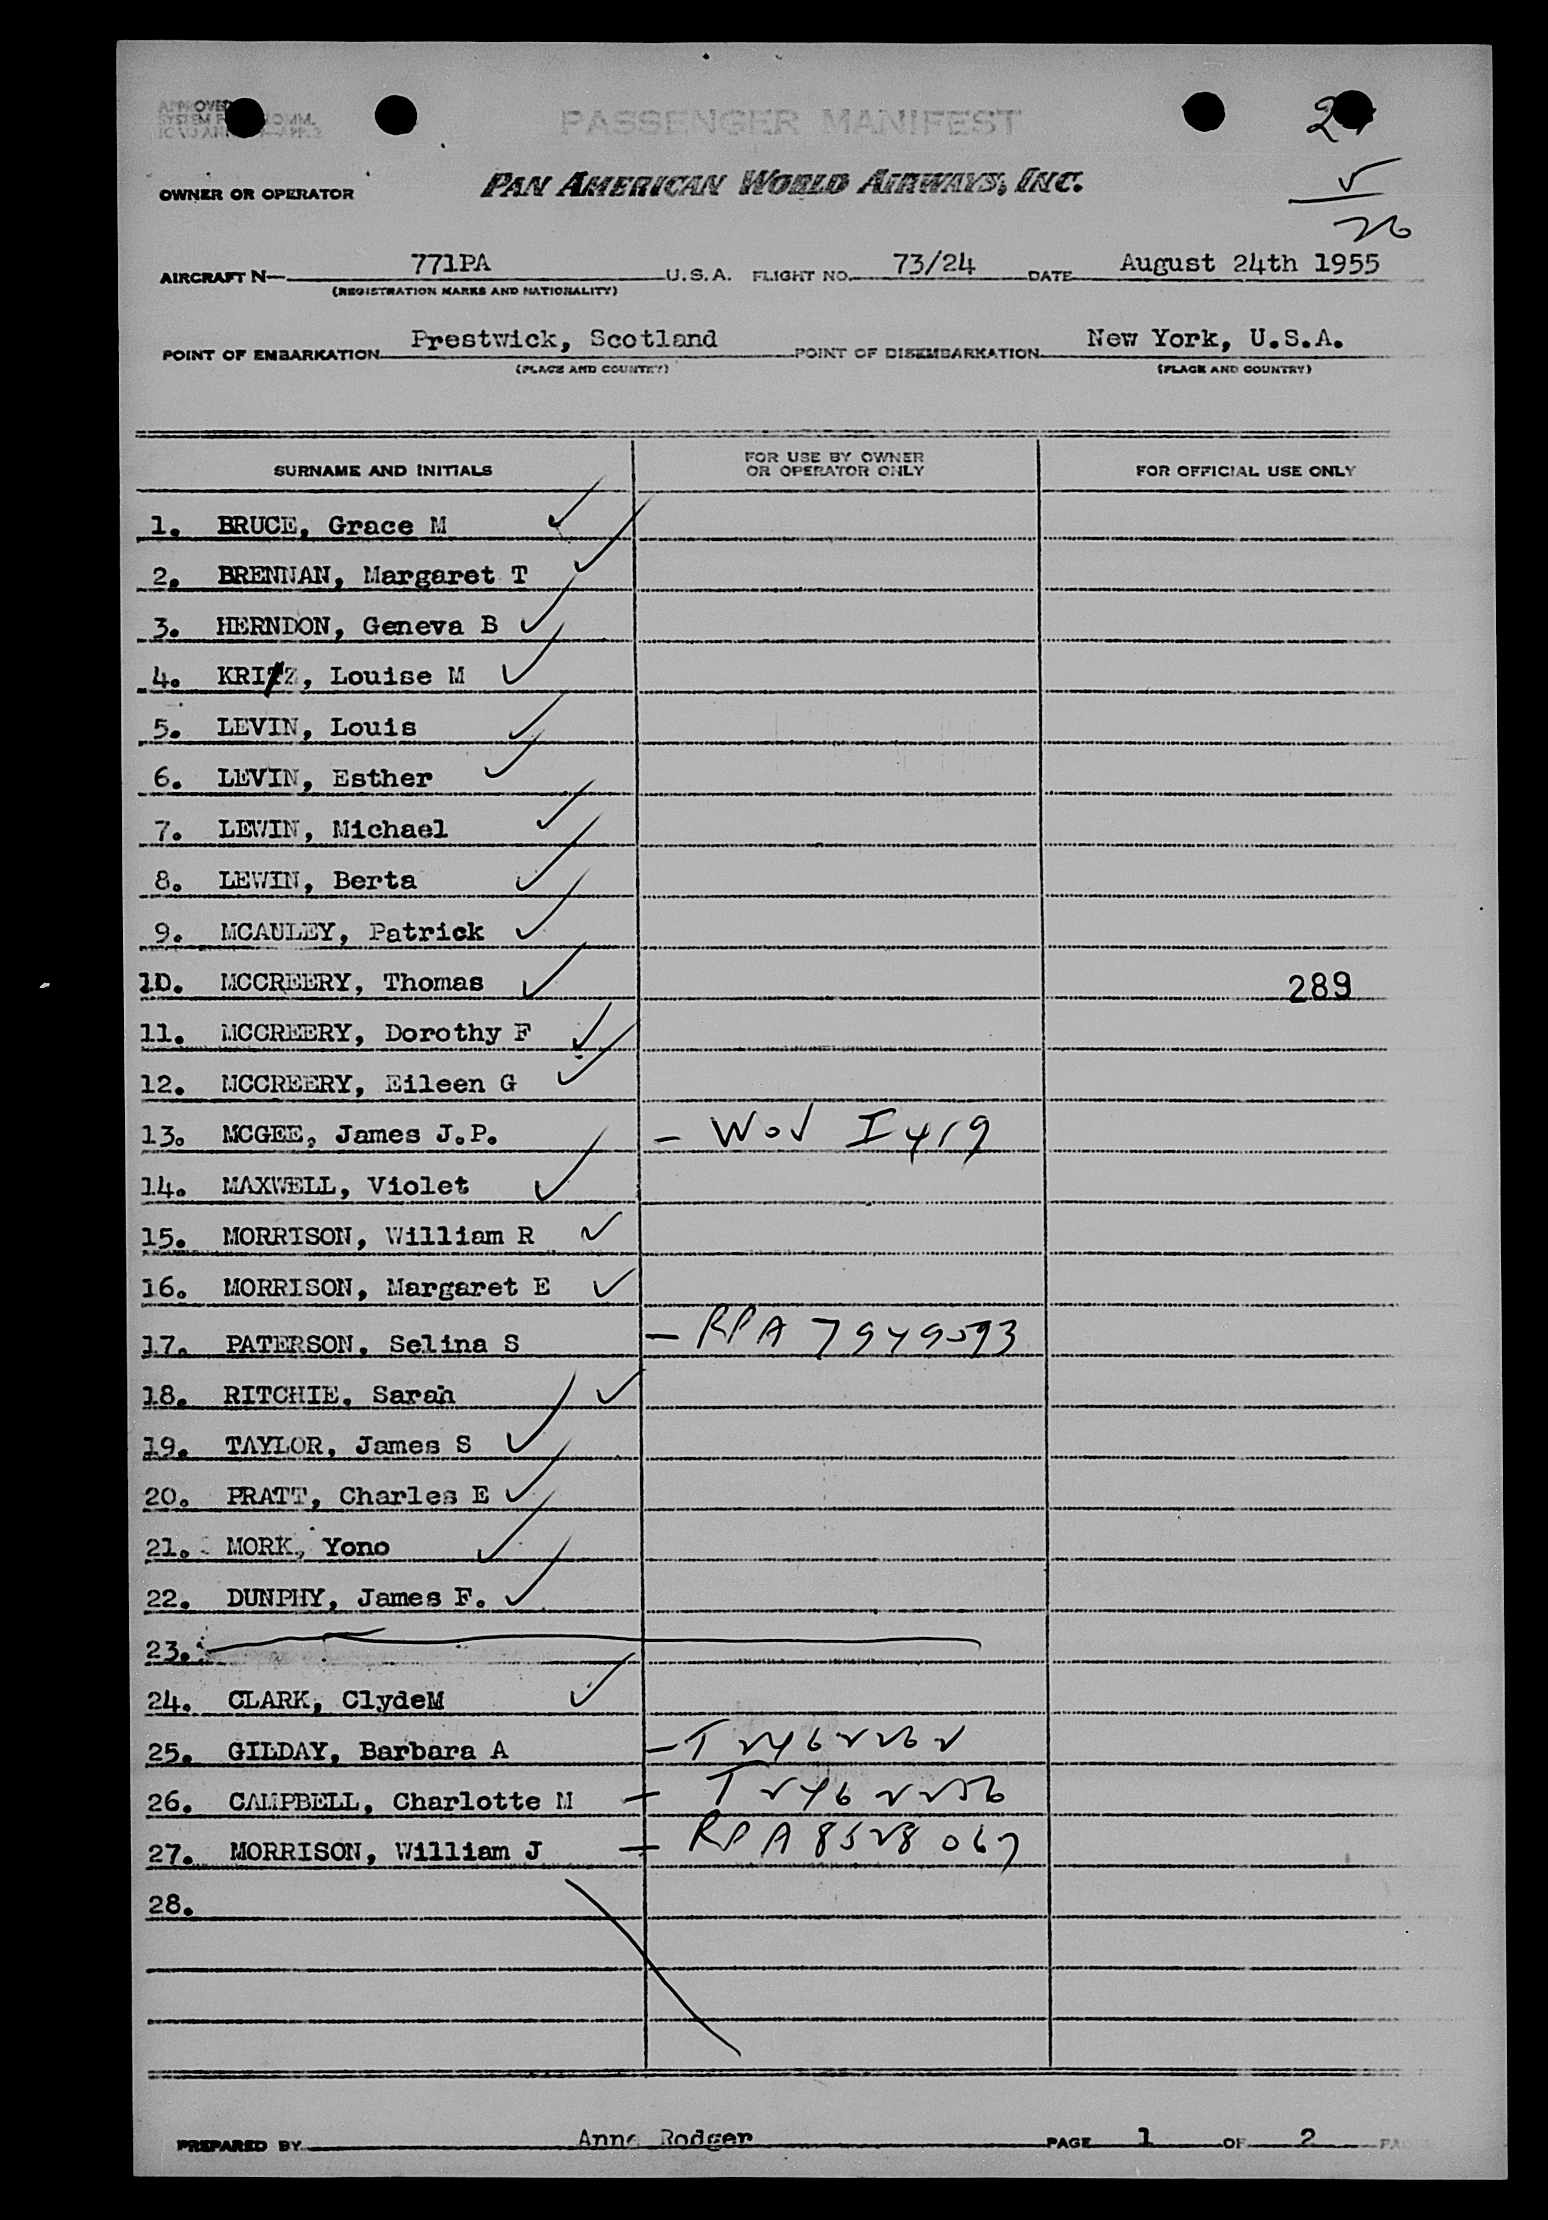 PASSENGER MANIFEST
OWNER OR OPERATOR PAN AMERICAN WORLD AIRWAYS, INC.
26
AIRCRAFT N— 771PA U.S.A. FLIGHT NO. 73/24 DATE August 24th 1955
(REGISTRATION MARKS AND NATIONALITY)
POINT OF EMBARKATION Prestwick, Scotland POINT OF DISEMBARKATION New York, U.S.A.
(PLACE AND COUNTRY) (PLACE AND COUNTRY)
SURNAME AND INITIALS FOR USE BY OWNER OR OPERATOR ONLY FOR OFFICIAL USE ONLY
1. BRUCE, Grace M
2. BRENNAN, Margaret T
3. HERNDON, Geneva B
4. KRITZ, Louise M
5. LEVIN, Louis
6. LEVIN, Esther
7. LEWIN, Michael
8. LEWIN, Berta
9. MCAULEY, Patrick
10. MCCREERY, Thomas 289
11. MCCREERY, Dorothy F
12. MCCREERY, Eileen G
13. MCGEE, James J.P. — I 419
14. MAXWELL, Violet
15. MORRISON, William R
16. MORRISON, Margaret E
17. PATERSON, Selina S — RPA 7949593
18. RITCHIE, Sarah
19. TAYLOR, James S
20. PRATT, Charles E
21. MORK, Yono
22. DUNPHY, James F.
23.
24. CLARK, ClydeM
25. GILDAY, Barbara A — T 2462262
26. CAMPBELL, Charlotte M — T 2462256
27. MORRISON, William J — RPA 8528067
28.
PREPARED BY Anne Rodger PAGE 1 OF 2